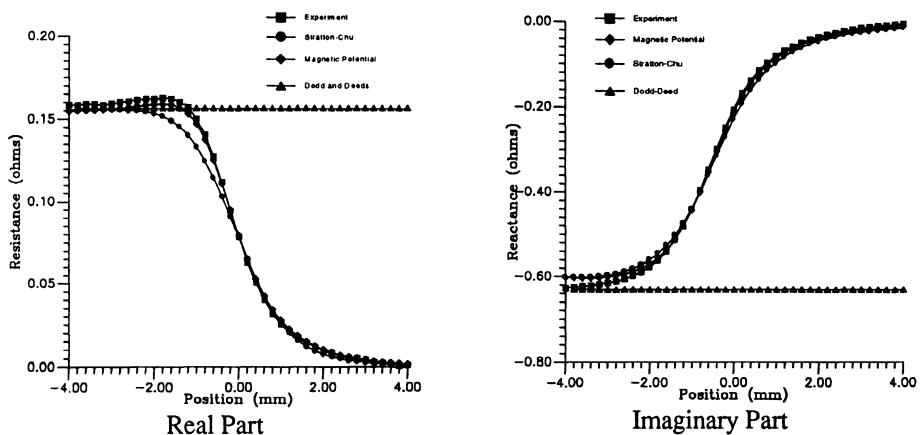 Experiment
Stratton-Chu
Magnetic Potential
Dodd and Deeds
0.20
0.15
0.10
0.05
0.00
Resistance (ohms)
-4.00
-2.00
0.00
2.00
4.00
Position (mm)
Real Part
Experiment
Magnetic Potential
Stratton-Chu
Dodd-Deed
0.00
-0.20
-0.40
-0.60
-0.80
Reactance (ohms)
-4.00
-2.00
0.00
2.00
4.00
Position (mm)
Imaginary Part